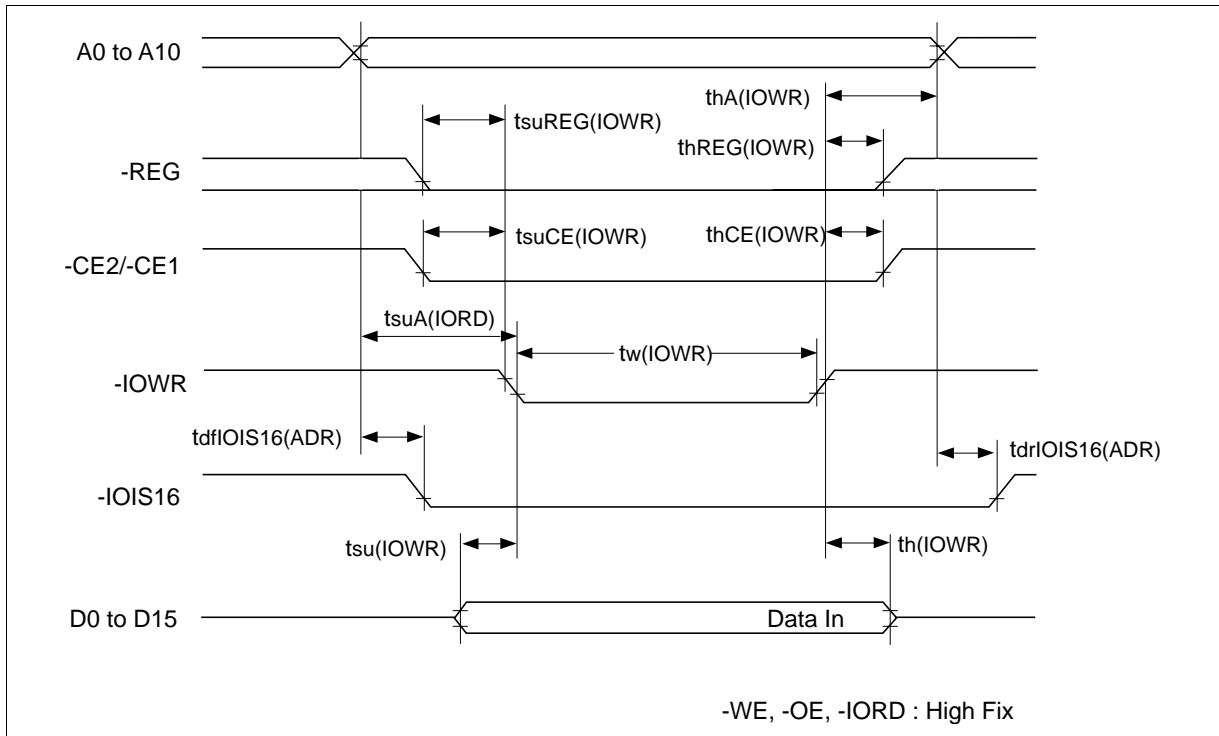 A0 to A10
thA(IOWR)
tsuREG(IOWR)
thREG(IOWR)
-REG
tsuCE(IOWR)
thCE(IOWR)
-CE2/-CE1
tsuA(IORD)
tw(IOWR)
-IOWR
tdfIOIS16(ADR)
tdrIOIS16(ADR)
-IOIS16
tsu(IOWR)
th(IOWR)
D0 to D15
Data In
-WE, -OE, -IORD : High Fix